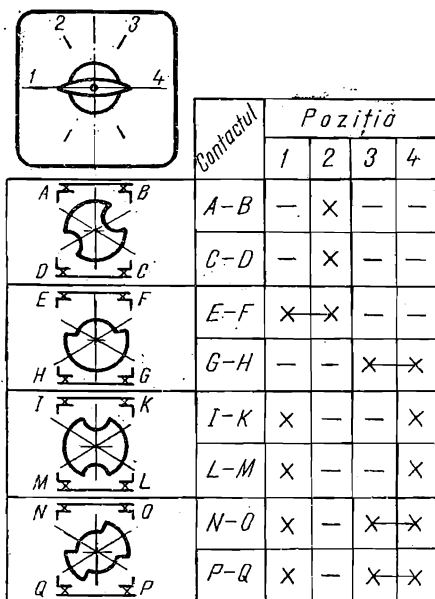 2 3
1 4
Contactul Poziția
1 2 3 4
A B
D C
A-B — X — —
C-D — X — —
E F
H G
E-F X—X — —
G-H — — X—X
I K
M L
I-K X — — X
L-M X — — X
N O
Q P
N-O X — X—X
P-Q X — X—X